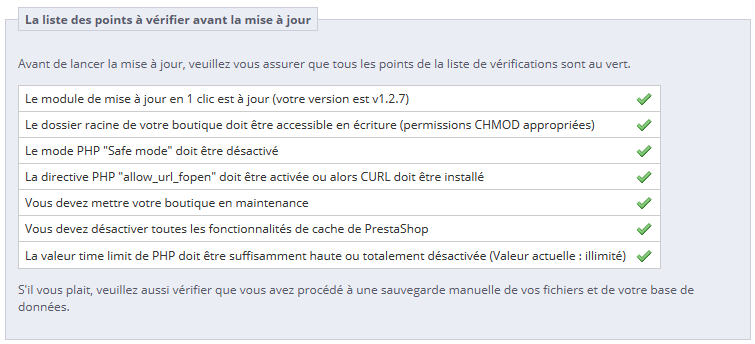 La liste des points à vérifier avant la mise à jour
Avant de lancer la mise à jour, veuillez vous assurer que tous les points de la liste de vérifications sont au vert.
Le module de mise à jour en 1 clic est à jour (votre version est v1.2.7)
Le dossier racine de votre boutique doit être accessible en écriture (permissions CHMOD appropriées)
Le mode PHP "Safe mode" doit être désactivé
La directive PHP "allow_url_fopen" doit être activée ou alors CURL doit être installé
Vous devez mettre votre boutique en maintenance
Vous devez désactiver toutes les fonctionnalités de cache de PrestaShop
La valeur time limit de PHP doit être suffisamment haute ou totalement désactivée (Valeur actuelle : illimité)
S'il vous plait, veuillez aussi vérifier que vous avez procédé à une sauvegarde manuelle de vos fichiers et de votre base de
données.